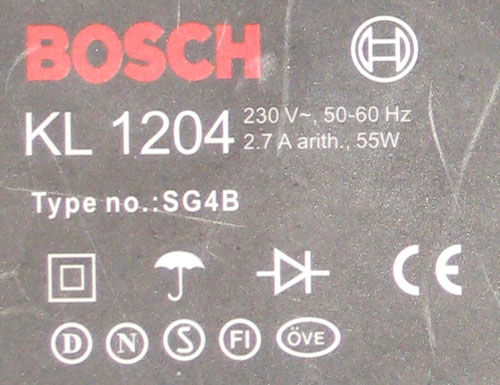 BOSCH
KL 1204 230 V~, 50-60 Hz
2.7 A arith., 55W
Type no.:SG4B
CE
D N S FI ÖVE